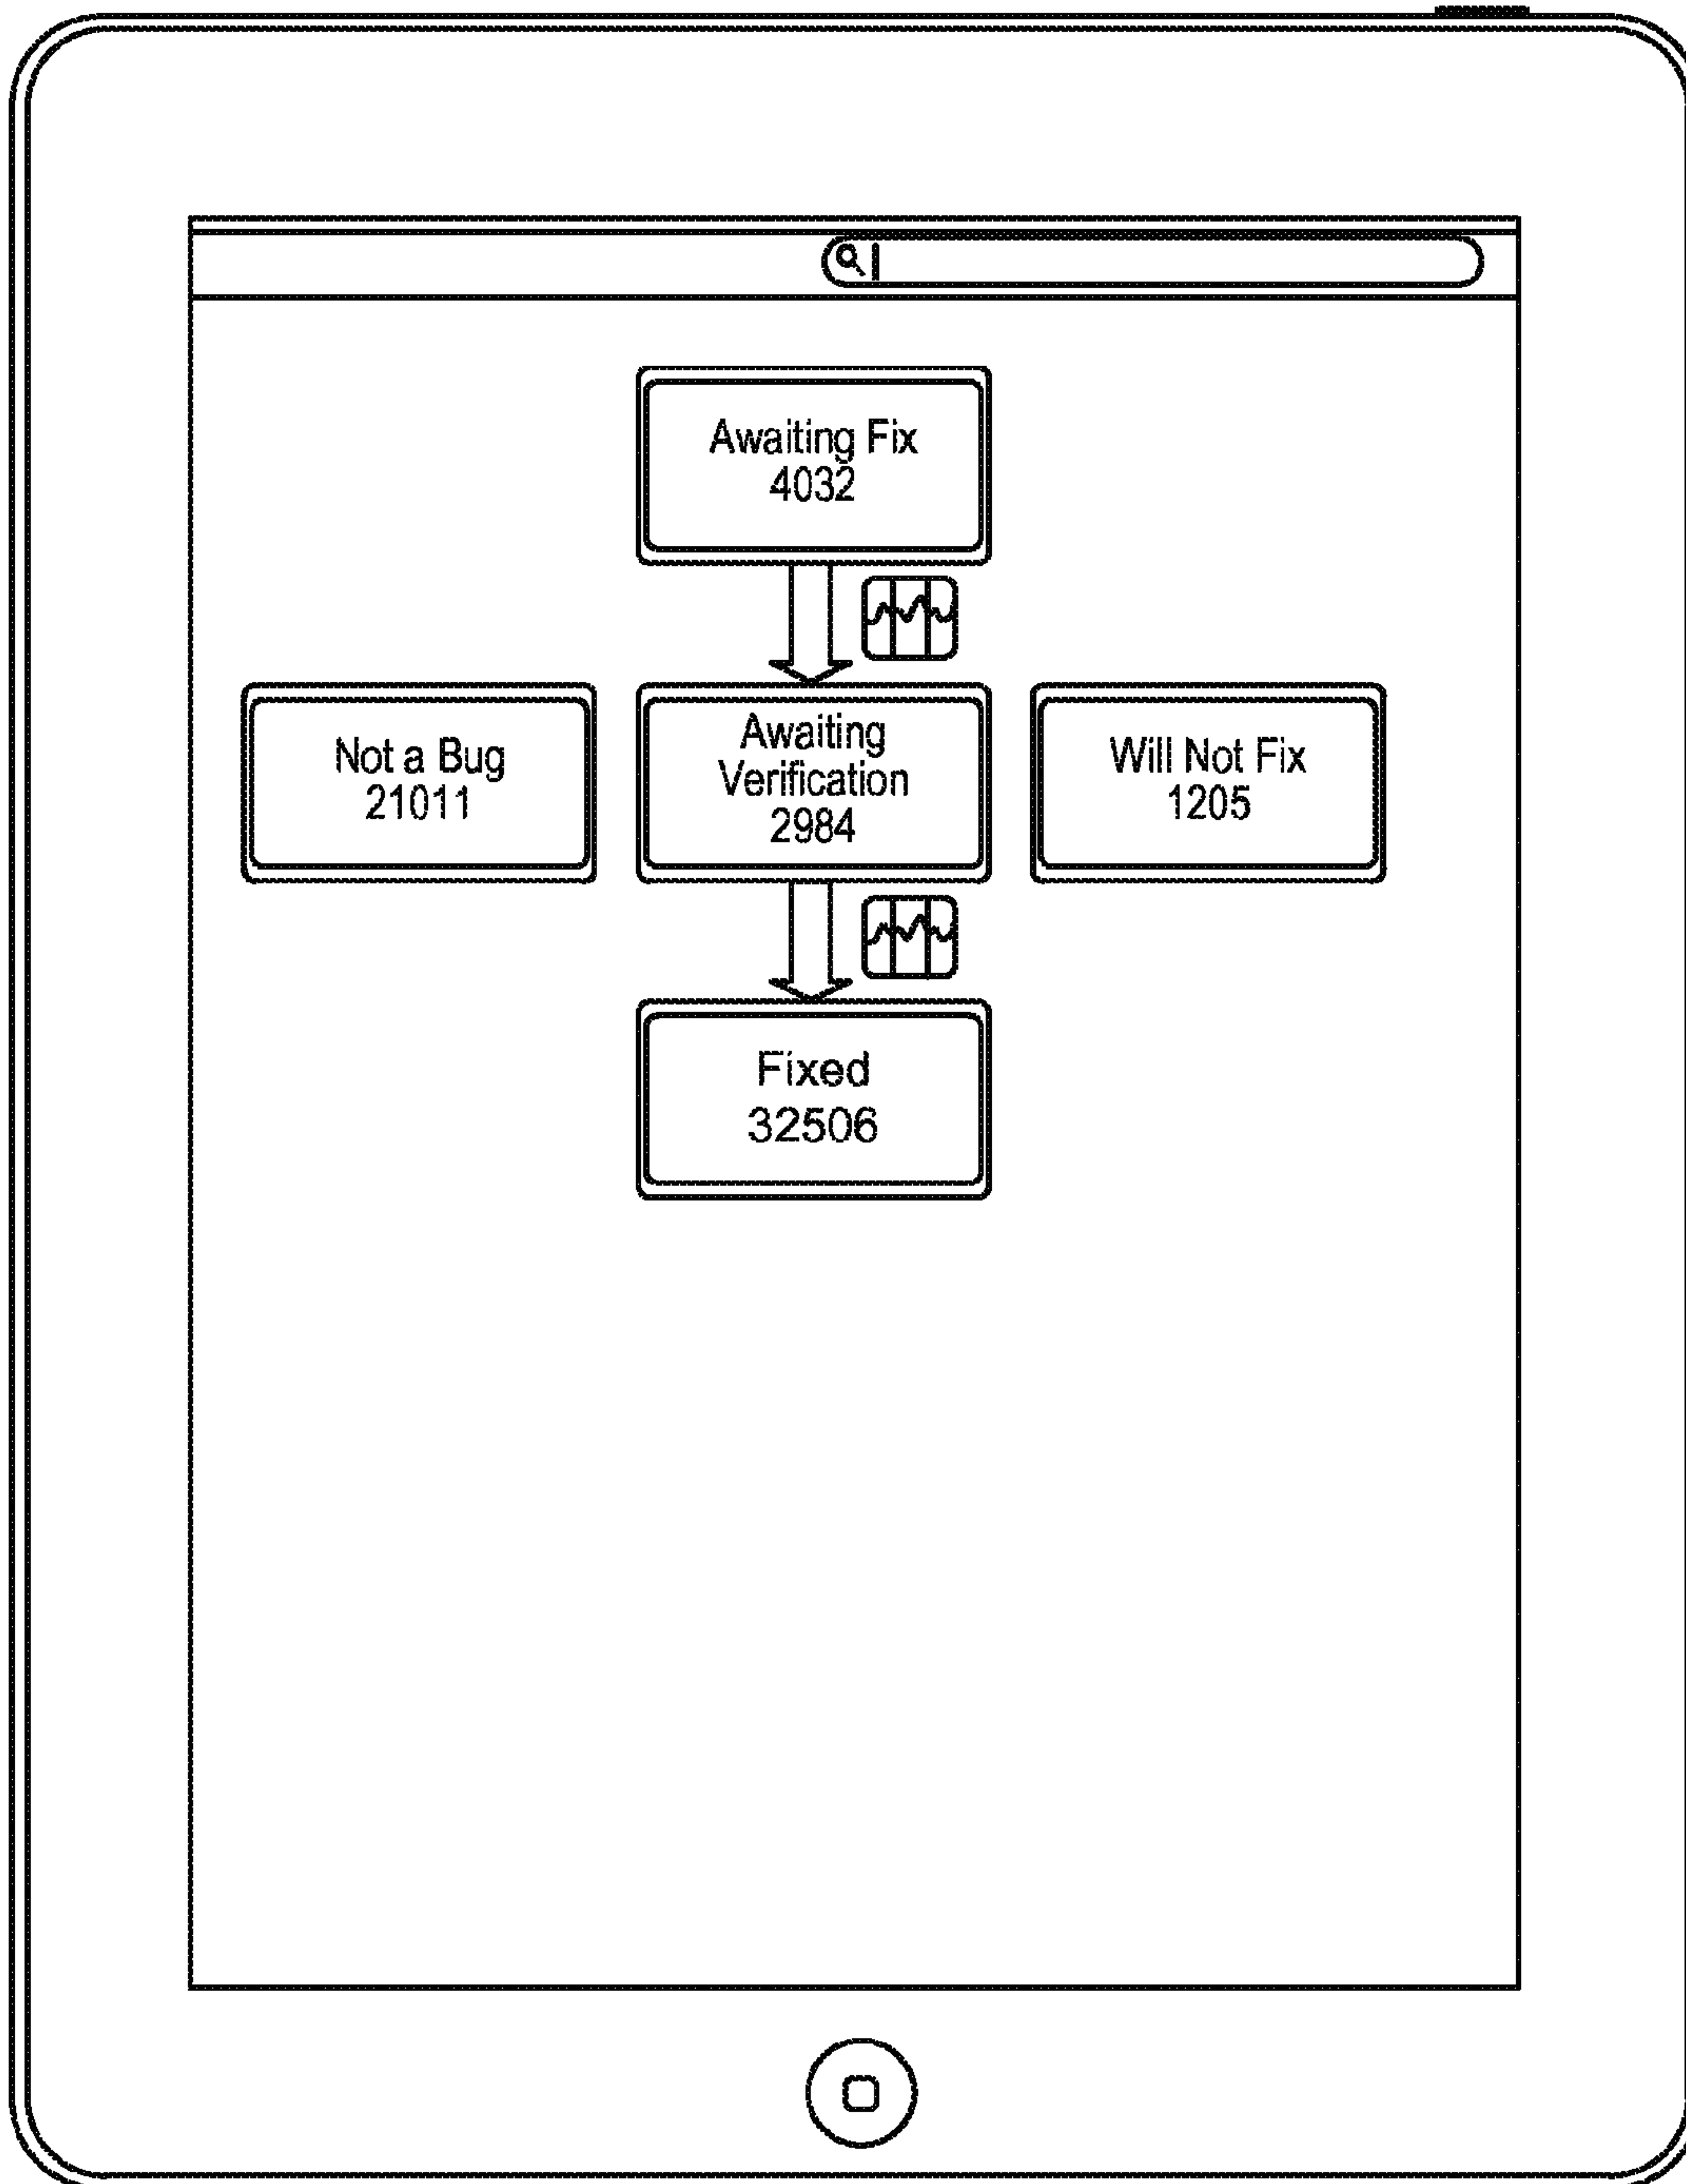 Awaiting Fix
4032
Not a Bug
21011
Awaiting
Verification
2984
Will Not Fix
1205
Fixed
32506